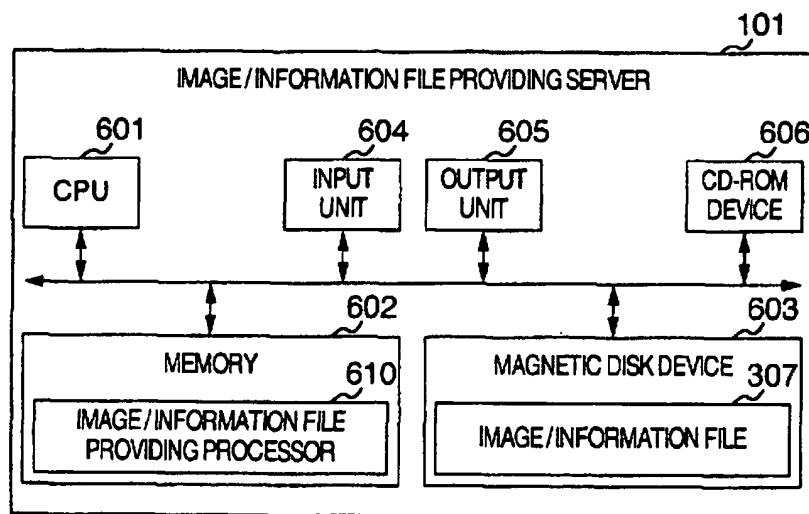 101
IMAGE/INFORMATION FILE PROVIDING SERVER
601
CPU
604
INPUT
UNIT
605
OUTPUT
UNIT
606
CD-ROM
DEVICE
602
MEMORY
610
IMAGE/INFORMATION FILE
PROVIDING PROCESSOR
603
MAGNETIC DISK DEVICE
307
IMAGE/INFORMATION FILE